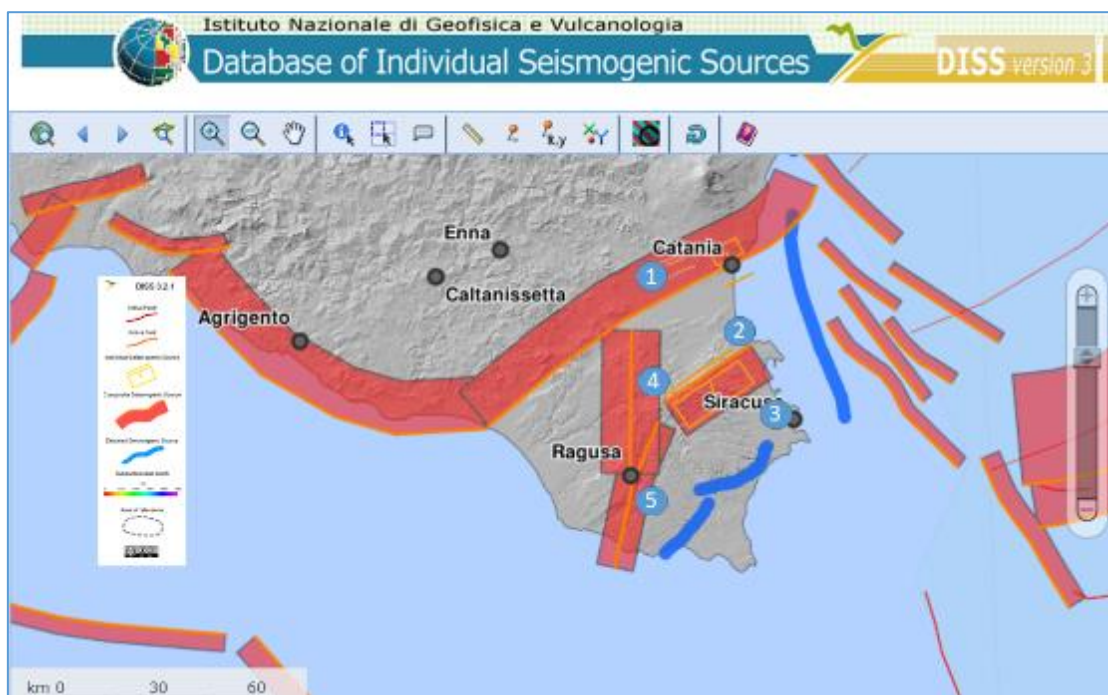 Istituto Nazionale di Geofisica e Vulcanologia
Database of Individual Seismogenic Sources
DISS version 3
x,y
Catania
Enna
1
Caltanissetta
DISS 3.2.1
Agrigento
2
4
Siracusa
3
Ragusa
5
km 0 30 60